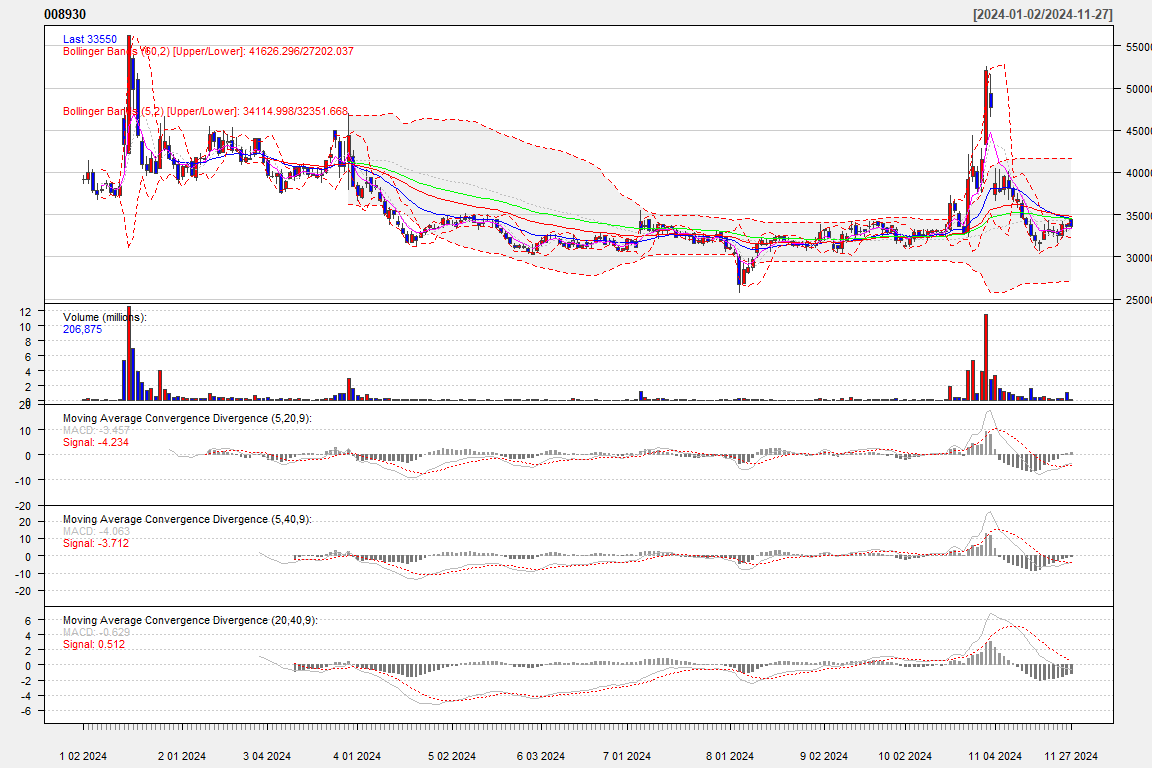 008930 [2024-01-02/2024-11-27]
Last 33550
Bollinger Bands (60,2) [Upper/Lower]: 41626.296/27202.037
Bollinger Bands (5,2) [Upper/Lower]: 34114.998/32351.668
55000
50000
45000
40000
35000
30000
25000
Volume (millions):
206,875
12
10
8
6
4
2
0
Moving Average Convergence Divergence (5,20,9):
MACD: -3.457
Signal: -4.234
20
10
0
-10
-20
Moving Average Convergence Divergence (5,40,9):
MACD: -4.063
Signal: -3.712
20
10
0
-10
-20
Moving Average Convergence Divergence (20,40,9):
MACD: -0.629
Signal: 0.512
6
4
2
0
-2
-4
-6
1 02 2024 2 01 2024 3 04 2024 4 01 2024 5 02 2024 6 03 2024 7 01 2024 8 01 2024 9 02 2024 10 02 2024 11 04 2024 11 27 2024